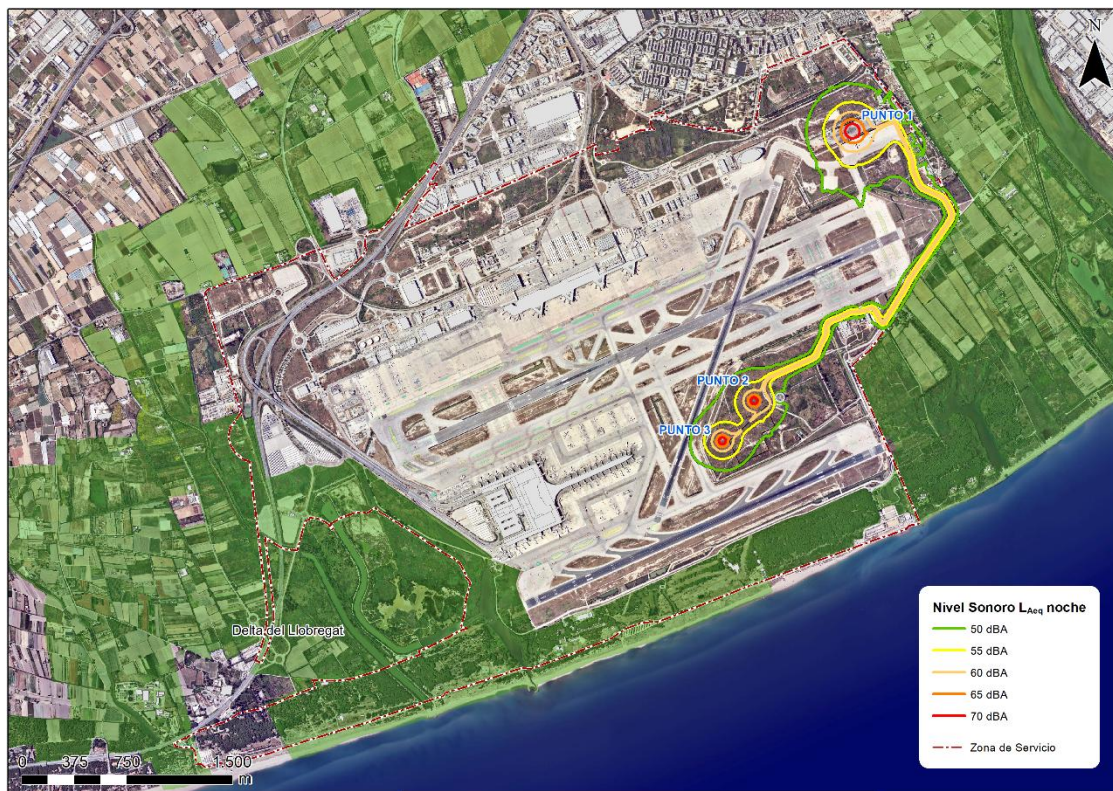 N
PUNTO 1
PUNTO 2
PUNTO 3
Delta del Llobregat
Nivel Sonoro LAeq noche
50 dBA
55 dBA
60 dBA
65 dBA
70 dBA
Zona de Servicio
0 375 750 1.500
m